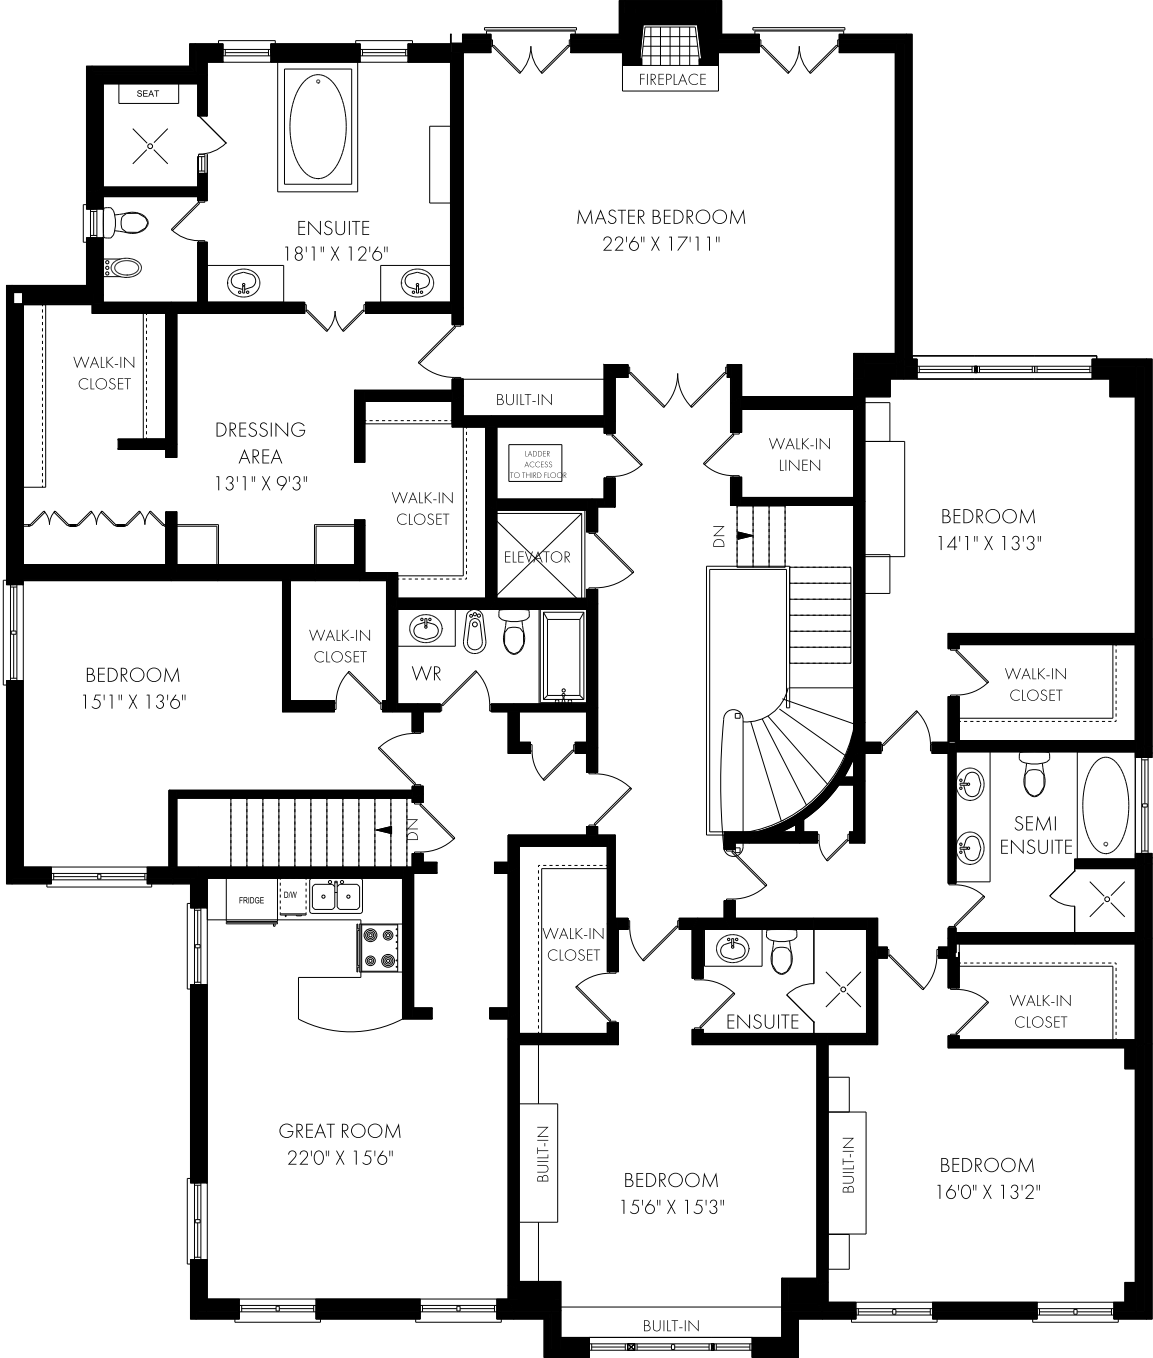 SEAT
FIREPLACE
ENSUITE
18'1" X 12'6"
MASTER BEDROOM
22'6" X 17'11"
WALK-IN
CLOSET
BUILT-IN
DRESSING
AREA
13'1" X 9'3"
WALK-IN
CLOSET
LADDER
ACCESS
TO THIRD FLOOR
WALK-IN
LINEN
BEDROOM
14'1" X 13'3"
DN
ELEVATOR
WALK-IN
CLOSET
BEDROOM
15'1" X 13'6"
WR
WALK-IN
CLOSET
DN
SEMI
ENSUITE
FRIDGE
D/W
WALK-IN
CLOSET
ENSUITE
WALK-IN
CLOSET
GREAT ROOM
22'0" X 15'6"
BUILT-IN
BEDROOM
15'6" X 15'3"
BUILT-IN
BEDROOM
16'0" X 13'2"
BUILT-IN